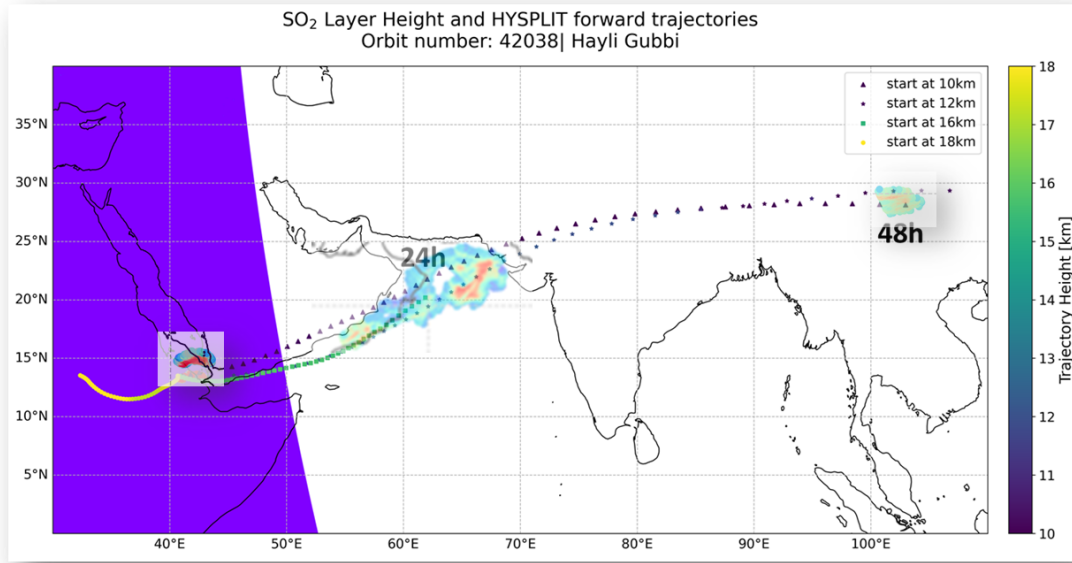 SO₂ Layer Height and HYSPLIT forward trajectories
Orbit number: 42038| Hayli Gubbi
start at 10km
start at 12km
start at 16km
start at 18km
35°N
30°N
25°N
20°N
15°N
10°N
5°N
40°E
50°E
60°E
70°E
80°E
90°E
100°E
24h
48h
18
17
16
15
14
13
12
11
10
Trajectory Height [km]